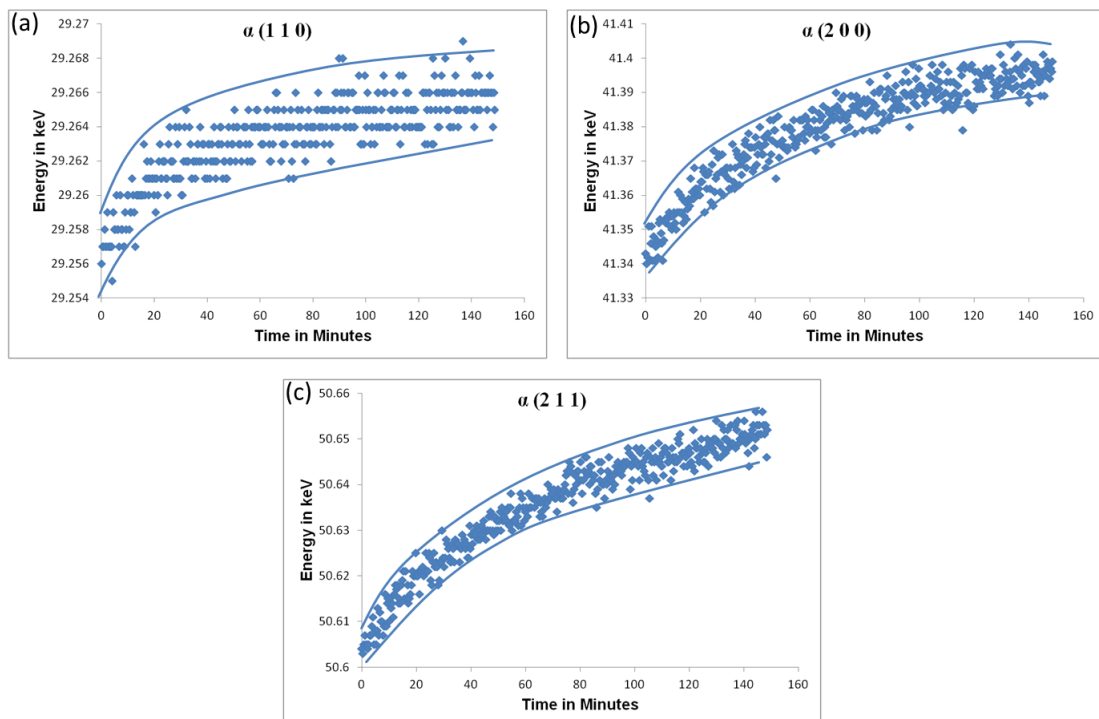 (a)
α (1 1 0)
Energy in keV
29.27
29.268
29.266
29.264
29.262
29.26
29.258
29.256
29.254
0 20 40 60 80 100 120 140 160
Time in Minutes
(b)
α (2 0 0)
Energy in keV
41.41
41.4
41.39
41.38
41.37
41.36
41.35
41.34
41.33
0 20 40 60 80 100 120 140 160
Time in Minutes
(c)
α (2 1 1)
Energy in keV
50.66
50.65
50.64
50.63
50.62
50.61
50.6
0 20 40 60 80 100 120 140 160
Time in Minutes